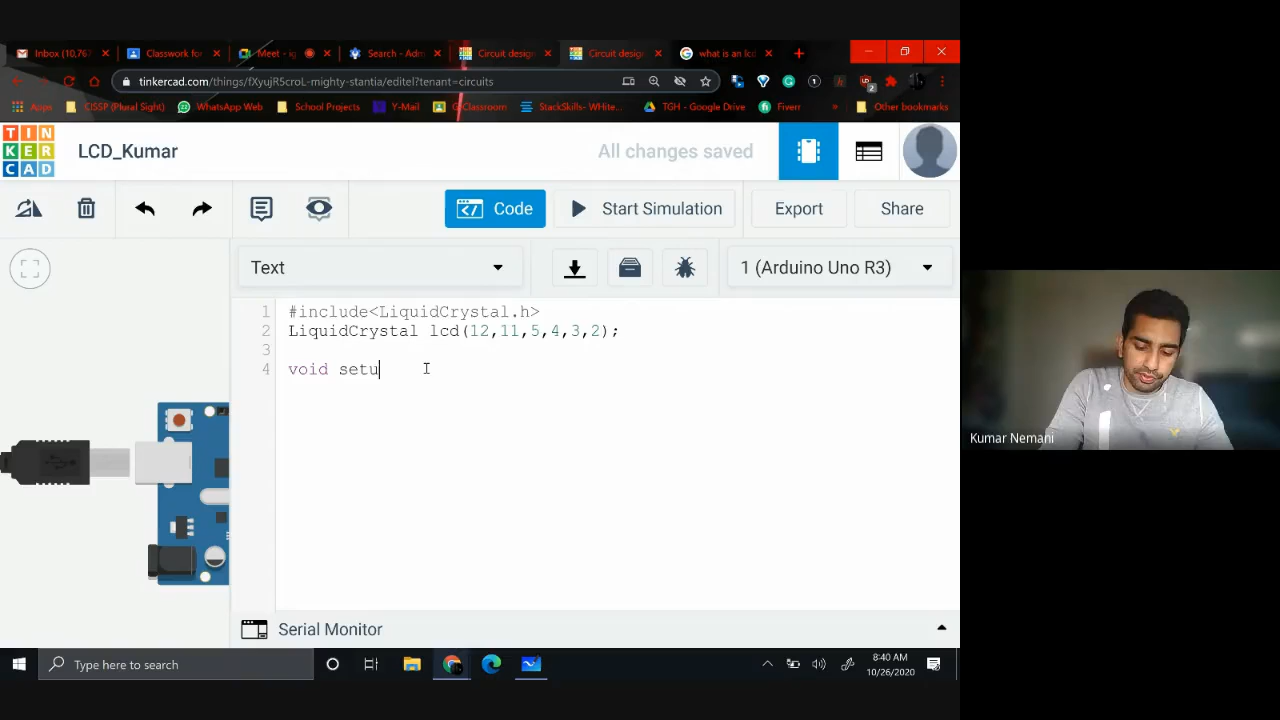 Inbox (10,767
Classwork for
Meet - ig
Search - Adm
Circuit desig
Circuit desig
what is an lcd
tinkercad.com/things/fXyujR5croL-mighty-stantia/editel?tenant=circuits
Apps
CISSP (Plural Sight)
WhatsApp Web
School Projects
Y-Mail
G Classroom
StackSkills- WHite...
TGH - Google Drive
Fiverr
»
Other bookmarks
TIN
KER
CAD
LCD_Kumar
All changes saved
Code
Start Simulation
Export
Share
Text
1 (Arduino Uno R3)
1 #include<LiquidCrystal.h>
2 LiquidCrystal lcd(12,11,5,4,3,2);
3
4 void setu
Serial Monitor
Kumar Nemani
Type here to search
8:40 AM
10/26/2020